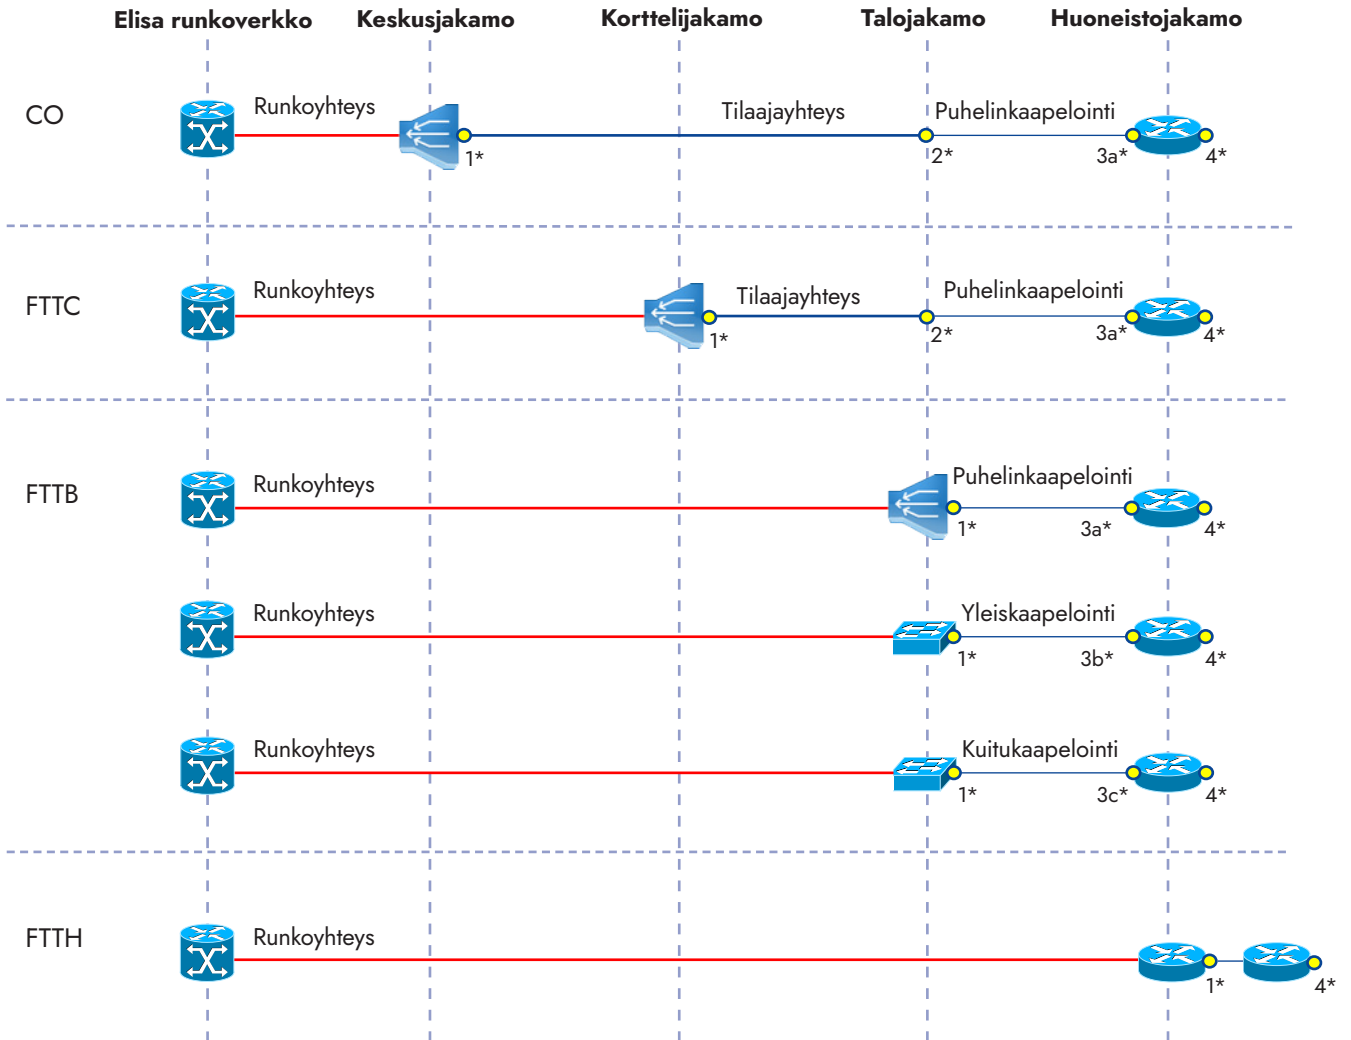 Elisa runkoverkko Keskusjakamo Korttelijakamo Talojakamo Huoneistojakamo
CO Runkoyhteys Tilaajayhteys Puhelinkaapelointi
1* 2* 3a* 4*
FTTC Runkoyhteys Tilaajayhteys Puhelinkaapelointi
1* 2* 3a* 4*
FTTB Runkoyhteys Puhelinkaapelointi
1* 3a* 4*
Runkoyhteys Yleiskaapelointi
1* 3b* 4*
Runkoyhteys Kuitukaapelointi
1* 3c* 4*
FTTH Runkoyhteys
1* 4*